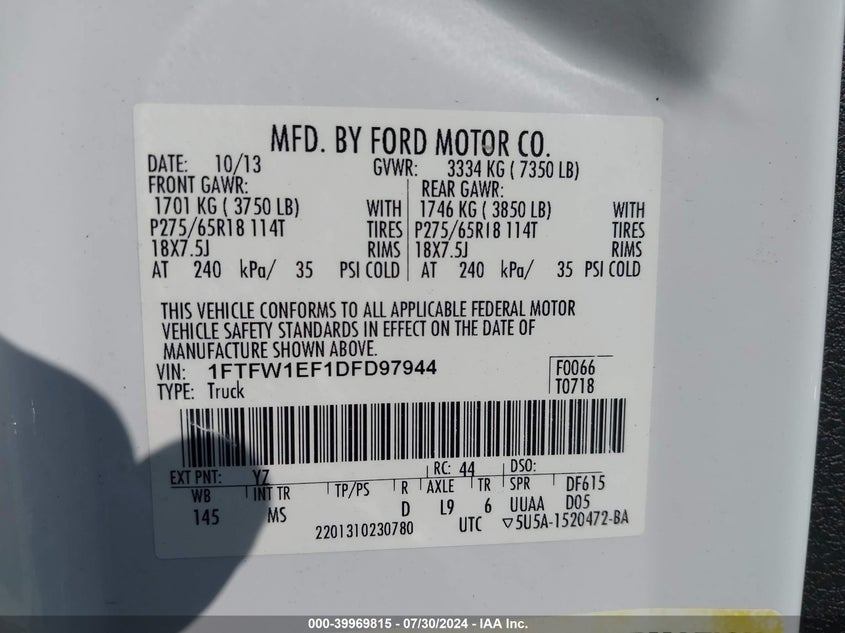 MFD. BY FORD MOTOR CO.
DATE: 10/13 GVWR: 3334 KG ( 7350 LB)
FRONT GAWR: REAR GAWR:
1701 KG ( 3750 LB) WITH 1746 KG ( 3850 LB) WITH
P275/65R18 114T TIRES P275/65R18 114T TIRES
18X7.5J RIMS 18X7.5J RIMS
AT 240 kPa/ 35 PSI COLD AT 240 kPa/ 35 PSI COLD
THIS VEHICLE CONFORMS TO ALL APPLICABLE FEDERAL MOTOR
VEHICLE SAFETY STANDARDS IN EFFECT ON THE DATE OF
MANUFACTURE SHOWN ABOVE.
VIN: 1FTFW1EF1DFD97944 F0066
TYPE: Truck T0718
EXT PNT: YZ RC: 44 DSO:
WB INT TR TP/PS R AXLE TR SPR DF615
145 MS D L9 6 UUAA D05
2201310230780 UTC ▽5U5A-1520472-BA
000-39969815 / 07/30/2024 - IAA Inc.